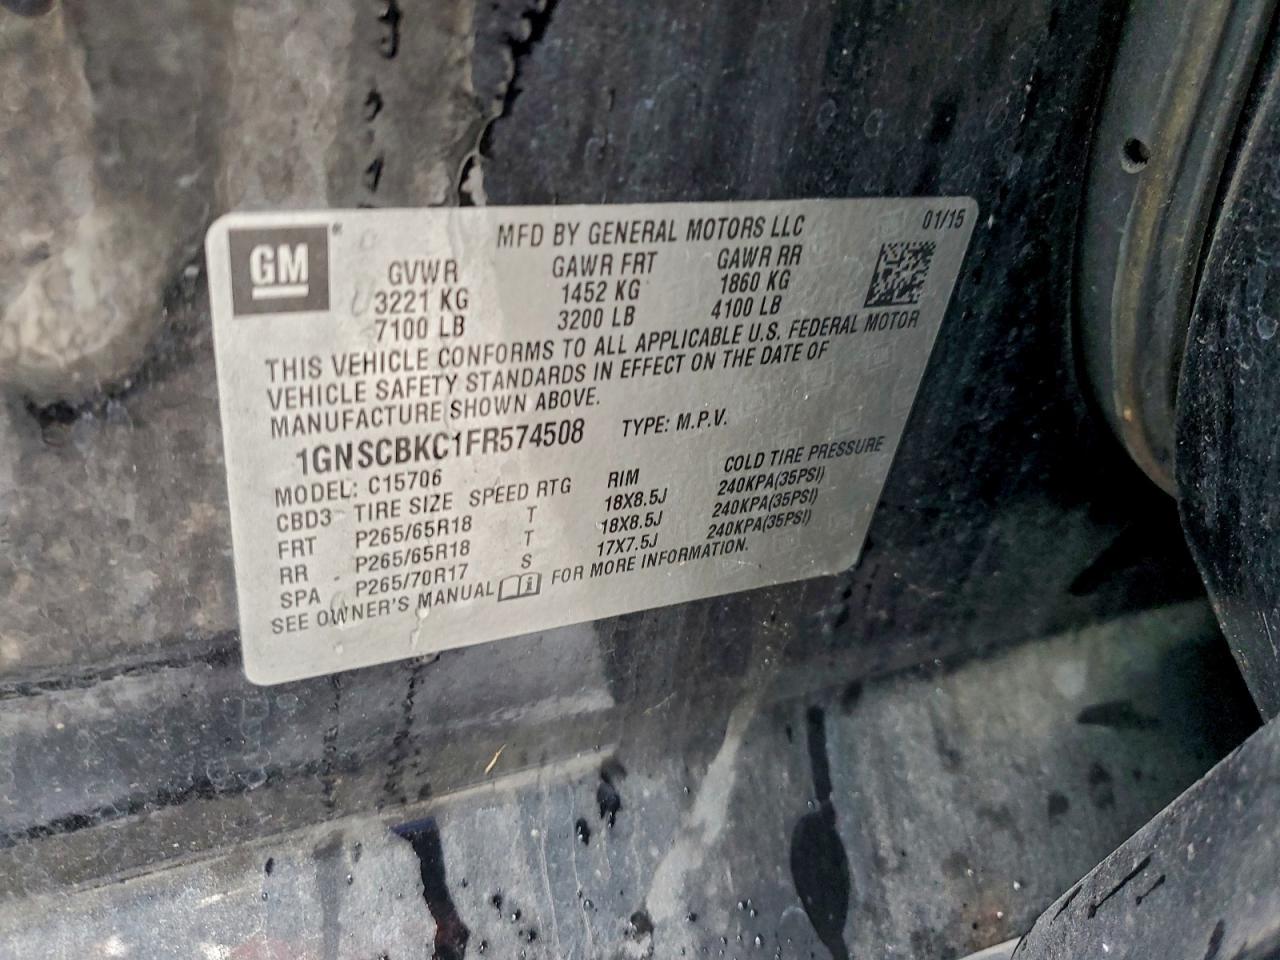 GM
MFD BY GENERAL MOTORS LLC 01/15
GVWR GAWR FRT GAWR RR
3221 KG 1452 KG 1860 KG
7100 LB 3200 LB 4100 LB
THIS VEHICLE CONFORMS TO ALL APPLICABLE U.S. FEDERAL MOTOR
VEHICLE SAFETY STANDARDS IN EFFECT ON THE DATE OF
MANUFACTURE SHOWN ABOVE.
1GNSCBKC1FR574508 TYPE: M.P.V.
MODEL: C15706
CBD3 TIRE SIZE SPEED RTG RIM COLD TIRE PRESSURE
FRT P265/65R18 T 18X8.5J 240KPA(35PSI)
RR P265/65R18 T 18X8.5J 240KPA(35PSI)
SPA P265/70R17 S 17X7.5J 240KPA(35PSI)
SEE OWNER'S MANUAL FOR MORE INFORMATION.